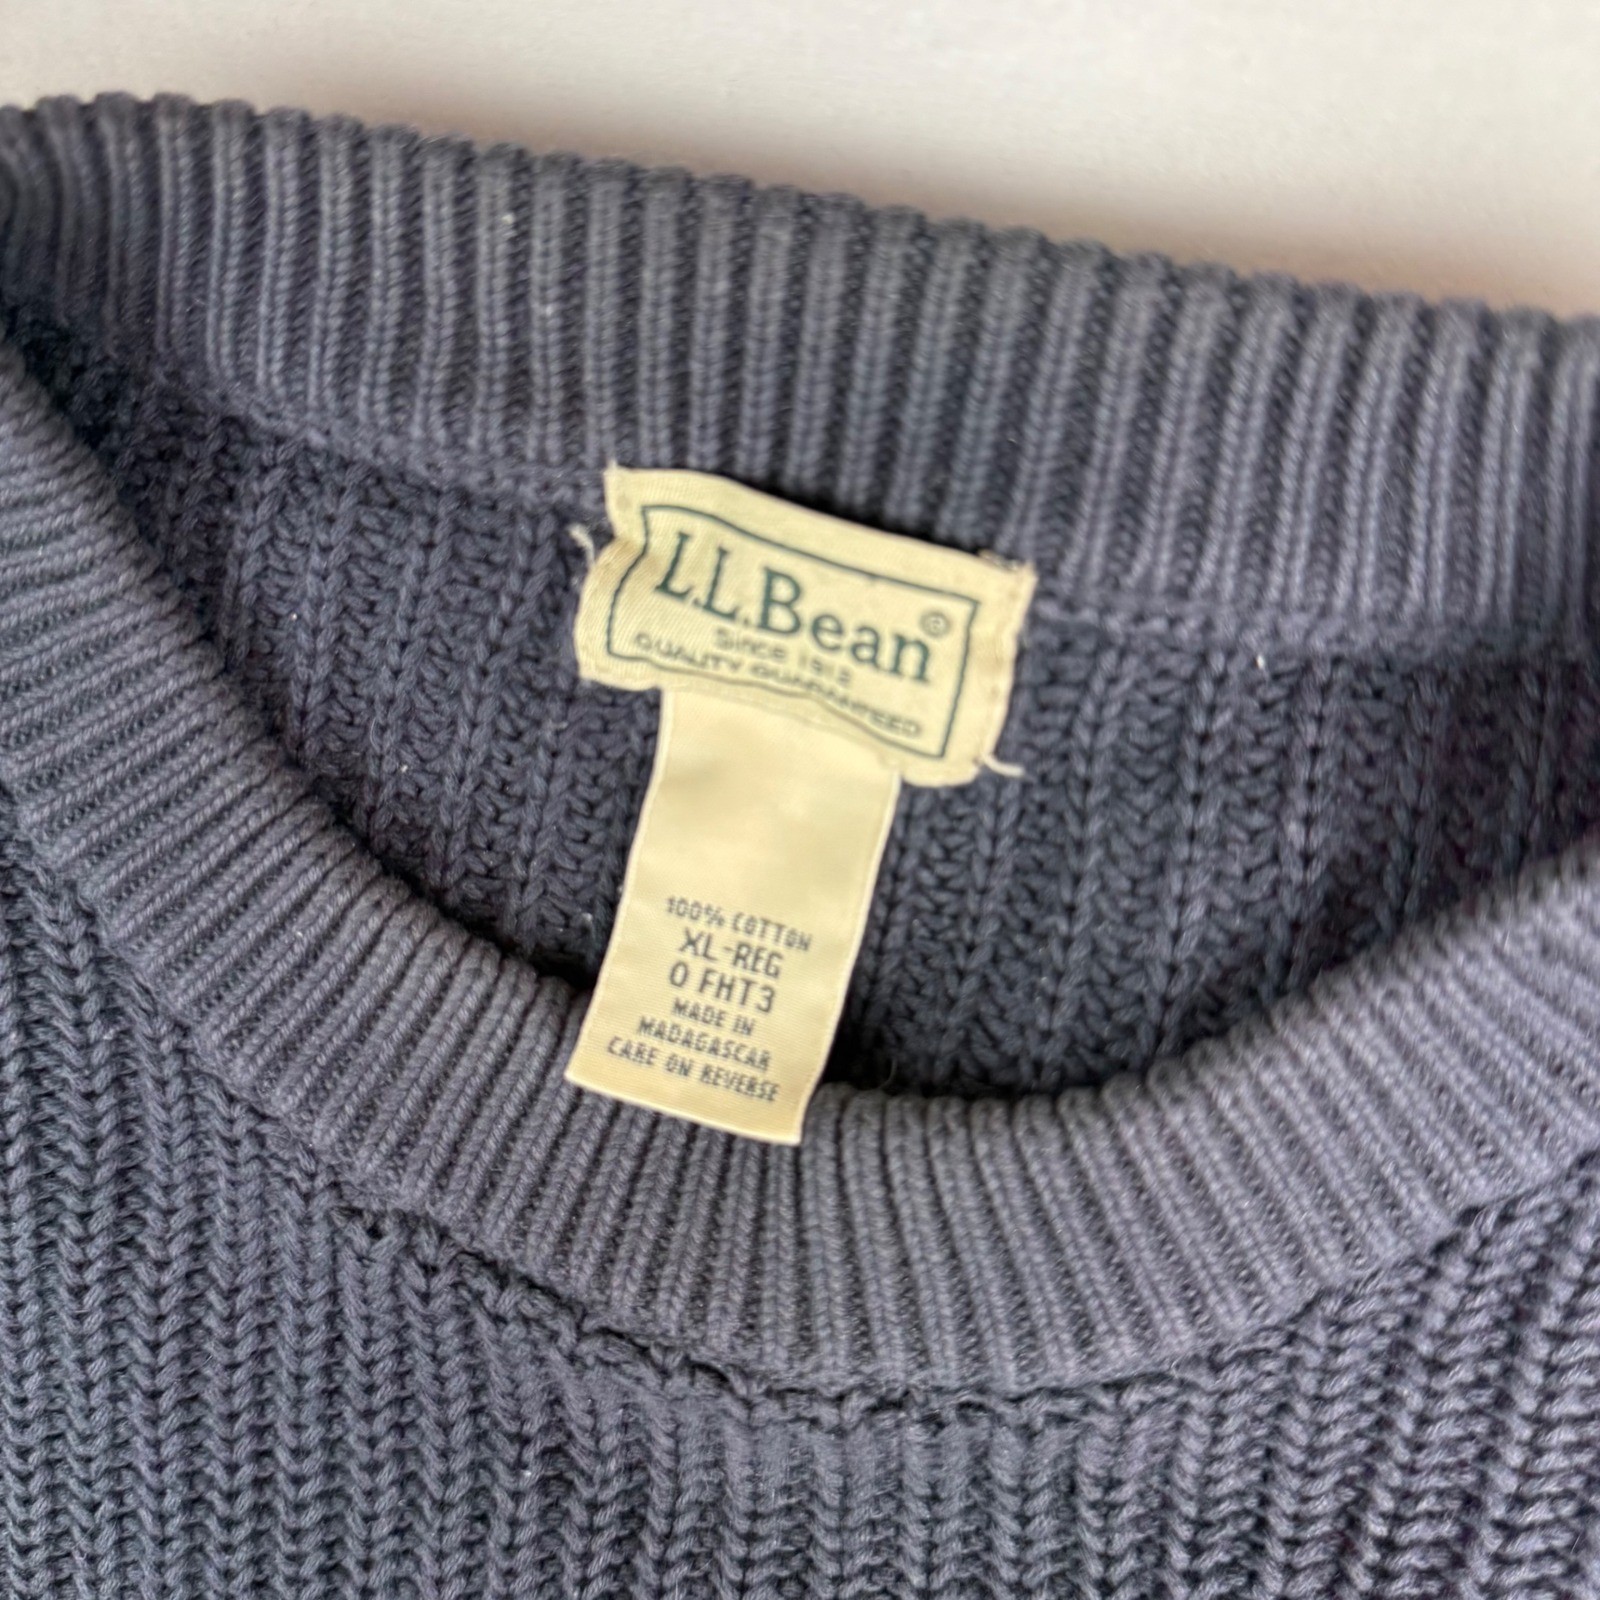 L.L.Bean®
Since 1912
QUALITY GUARANTEED
100% COTTON
XL-REG
0 FHT3
MADE IN
MADAGASCAR
CARE ON REVERSE